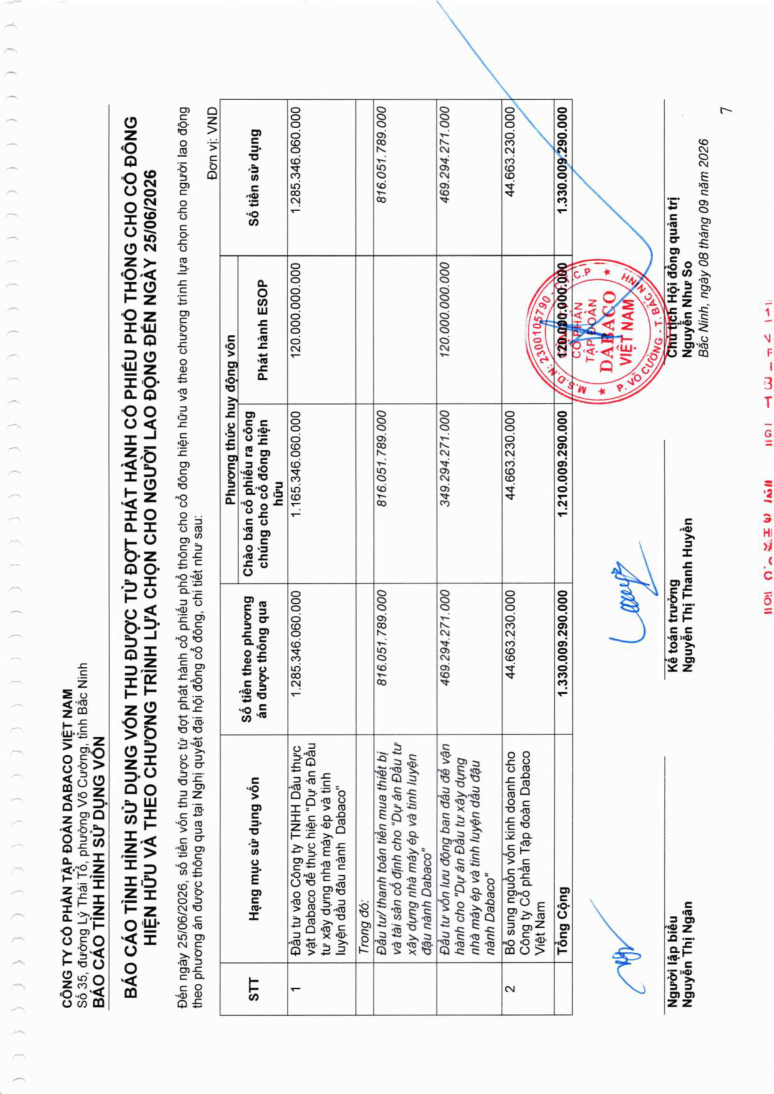 CÔNG TY CỔ PHẦN TẬP ĐOÀN DABACO VIỆT NAM
Số 35, đường Lý Thái Tổ, phường Võ Cường, tỉnh Bắc Ninh
BÁO CÁO TÌNH HÌNH SỬ DỤNG VỐN
BÁO CÁO TÌNH HÌNH SỬ DỤNG VỐN THU ĐƯỢC TỪ ĐỢT PHÁT HÀNH CỔ PHIẾU PHỔ THÔNG CHO CỔ ĐÔNG
HIỆN HỮU VÀ THEO CHƯƠNG TRÌNH LỰA CHỌN CHO NGƯỜI LAO ĐỘNG ĐẾN NGÀY 25/06/2026
Đến ngày 25/06/2026, số tiền vốn thu được từ đợt phát hành cổ phiếu phổ thông cho cổ đông hiện hữu và theo chương trình lựa chọn cho người lao động
theo phương án được thông qua tại Nghị quyết đại hội đồng cổ đông, chi tiết như sau:
Đơn vị: VND
STT
Hạng mục sử dụng vốn
Số tiền theo phương
án được thông qua
Phương thức huy động vốn
Chào bán cổ phiếu ra công
chúng cho cổ đông hiện
hữu
Phát hành ESOP
Số tiền sử dụng
1
Đầu tư vào Công ty TNHH Dầu thực
vật Dabaco để thực hiện "Dự án Đầu
tư xây dựng nhà máy ép và tinh
luyện dầu đậu nành Dabaco"
1.285.346.060.000
1.165.346.060.000
120.000.000.000
1.285.346.060.000
Trong đó:
Đầu tư/ thanh toán tiền mua thiết bị
và tài sản cố định cho "Dự án Đầu tư
xây dựng nhà máy ép và tinh luyện
dầu đậu nành Dabaco"
816.051.789.000
816.051.789.000
816.051.789.000
Đầu tư vốn lưu động ban đầu để vận
hành cho "Dự án Đầu tư xây dựng
nhà máy ép và tinh luyện dầu đậu
nành Dabaco"
469.294.271.000
349.294.271.000
120.000.000.000
469.294.271.000
2
Bổ sung nguồn vốn kinh doanh cho
Công ty Cổ phần Tập đoàn Dabaco
Việt Nam
44.663.230.000
44.663.230.000
44.663.230.000
Tổng Cộng
1.330.009.290.000
1.210.009.290.000
120.000.000.000
1.330.009.290.000
M.S.D.N: 2300105790 C.P
CỔ PHẦN
TẬP ĐOÀN
DABACO
VIỆT NAM
P. VÕ CƯỜNG - T. BẮC NINH
Người lập biểu
Nguyễn Thị Ngân
Kế toán trưởng
Nguyễn Thị Thanh Huyền
Chủ tịch Hội đồng quản trị
Nguyễn Như So
Bắc Ninh, ngày 08 tháng 09 năm 2026
7